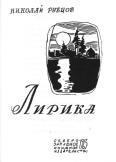 НИКОЛАЙ РУБЦОВ
Лирика
СЕВЕРО-
ЗАПАДНОЕ
КНИЖНОЕ
ИЗДАТЕЛЬСТВО